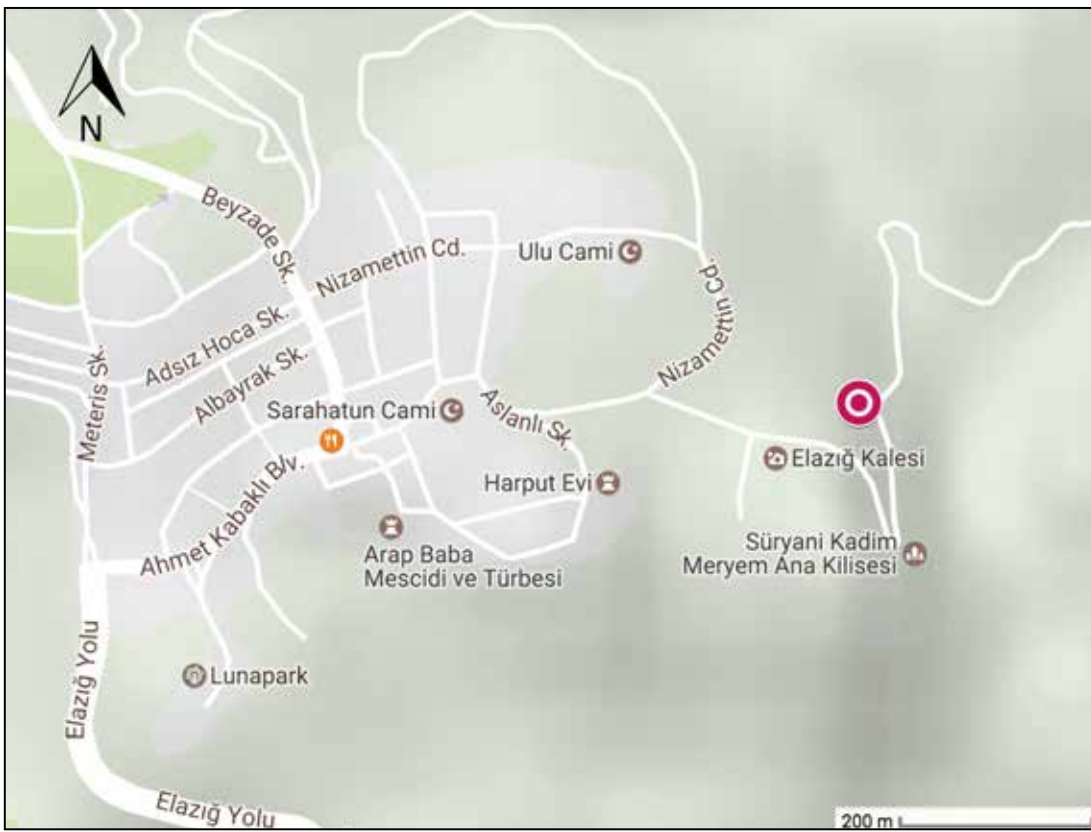 N
Beyzade Sk.
Nizamettin Cd.
Ulu Cami
Nizamettin Cd.
Adsız Hoca Sk.
Albayrak Sk.
Meteris Sk.
Sarahatun Cami
Aslanlı Sk.
Ahmet Kabaklı Blv.
Harput Evi
Elazığ Kalesi
Arap Baba
Mescidi ve Türbesi
Süryani Kadim
Meryem Ana Kilisesi
Elazığ Yolu
Lunapark
Elazığ Yolu
200 m